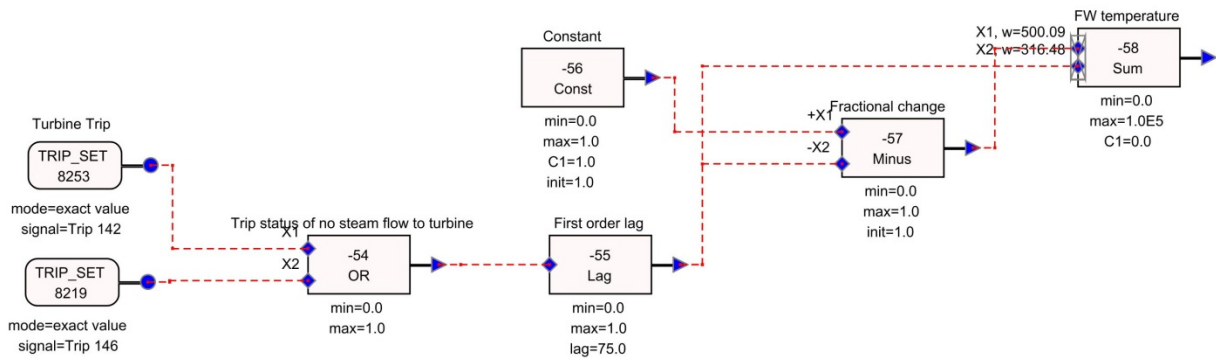 FW temperature
X1, w=500.09
X2, w=316.48
-58
Sum
min=0.0
max=1.0E5
C1=0.0
Constant
-56
Const
min=0.0
max=1.0
C1=1.0
init=1.0
Fractional change
+X1
-X2
-57
Minus
min=0.0
max=1.0
init=1.0
Turbine Trip
TRIP_SET
8253
mode=exact value
signal=Trip 142
Trip status of no steam flow to turbine
X1
X2
-54
OR
min=0.0
max=1.0
First order lag
-55
Lag
min=0.0
max=1.0
lag=75.0
TRIP_SET
8219
mode=exact value
signal=Trip 146